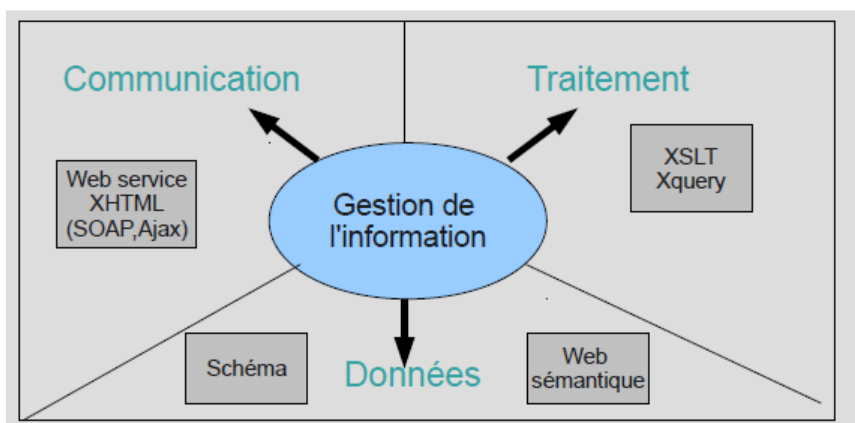 Communication
Traitement
Web service
XHTML
(SOAP,Ajax)
XSLT
Xquery
Gestion de
l'information
Schéma
Données
Web
sémantique